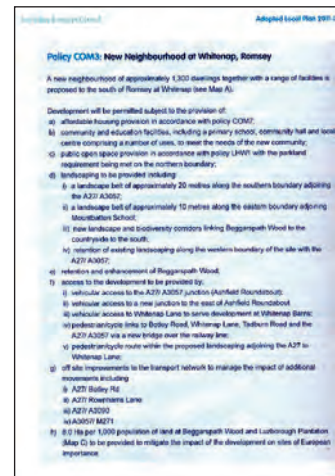 Adopted Local Plan 2011-
Policy COM3: New Neighbourhood at Whitenap, Romsey
A new neighbourhood of approximately 1,300 dwellings together with a range of facilities is
proposed to the south of Romsey at Whitenap (see Map A).
Development will be permitted subject to the provision of:
a) affordable housing provision in accordance with policy COM7;
b) community and education facilities, including a primary school, community hall and local
centre comprising a number of uses, to meet the needs of the new community;
c) public open space provision in accordance with policy LHW1 with the parkland
requirement being met on the northern boundary;
d) landscaping to be provided including:
i) a landscape belt of approximately 20 metres along the southern boundary adjoining
the A27/ A3057;
ii) a landscape belt of approximately 10 metres along the eastern boundary adjoining
Mountbatten School;
iii) new landscape and biodiversity corridors linking Beggarspath Wood to the
countryside to the south;
iv) retention of existing landscaping along the western boundary of the site with the
A27/ A3057;
e) retention and enhancement of Beggarspath Wood;
f) access to the development to be provided by:
i) vehicular access to the A27/ A3057 junction (Ashfield Roundabout);
ii) vehicular access to a new junction to the east of Ashfield Roundabout
iii) vehicular access to Whitenap Lane to serve development at Whitenap Barns;
iv) pedestrian/cycle links to Botley Road, Whitenap Lane, Tadburn Road and the
A27/ A3057 via a new bridge over the railway line;
v) pedestrian/cycle route within the proposed landscaping adjoining the A27 to
Whitenap Lane;
g) off site improvements to the transport network to manage the impact of additional
movements including
i) A27/ Botley Rd
ii) A27/ Rownhams Lane
iii) A27/ A3090
iv) A3057/ M271
h) 8.0 Ha per 1,000 population of land at Beggarspath Wood and Luzborough Plantation
(Map C) to be provided to mitigate the impact of the development on sites of European
importance.